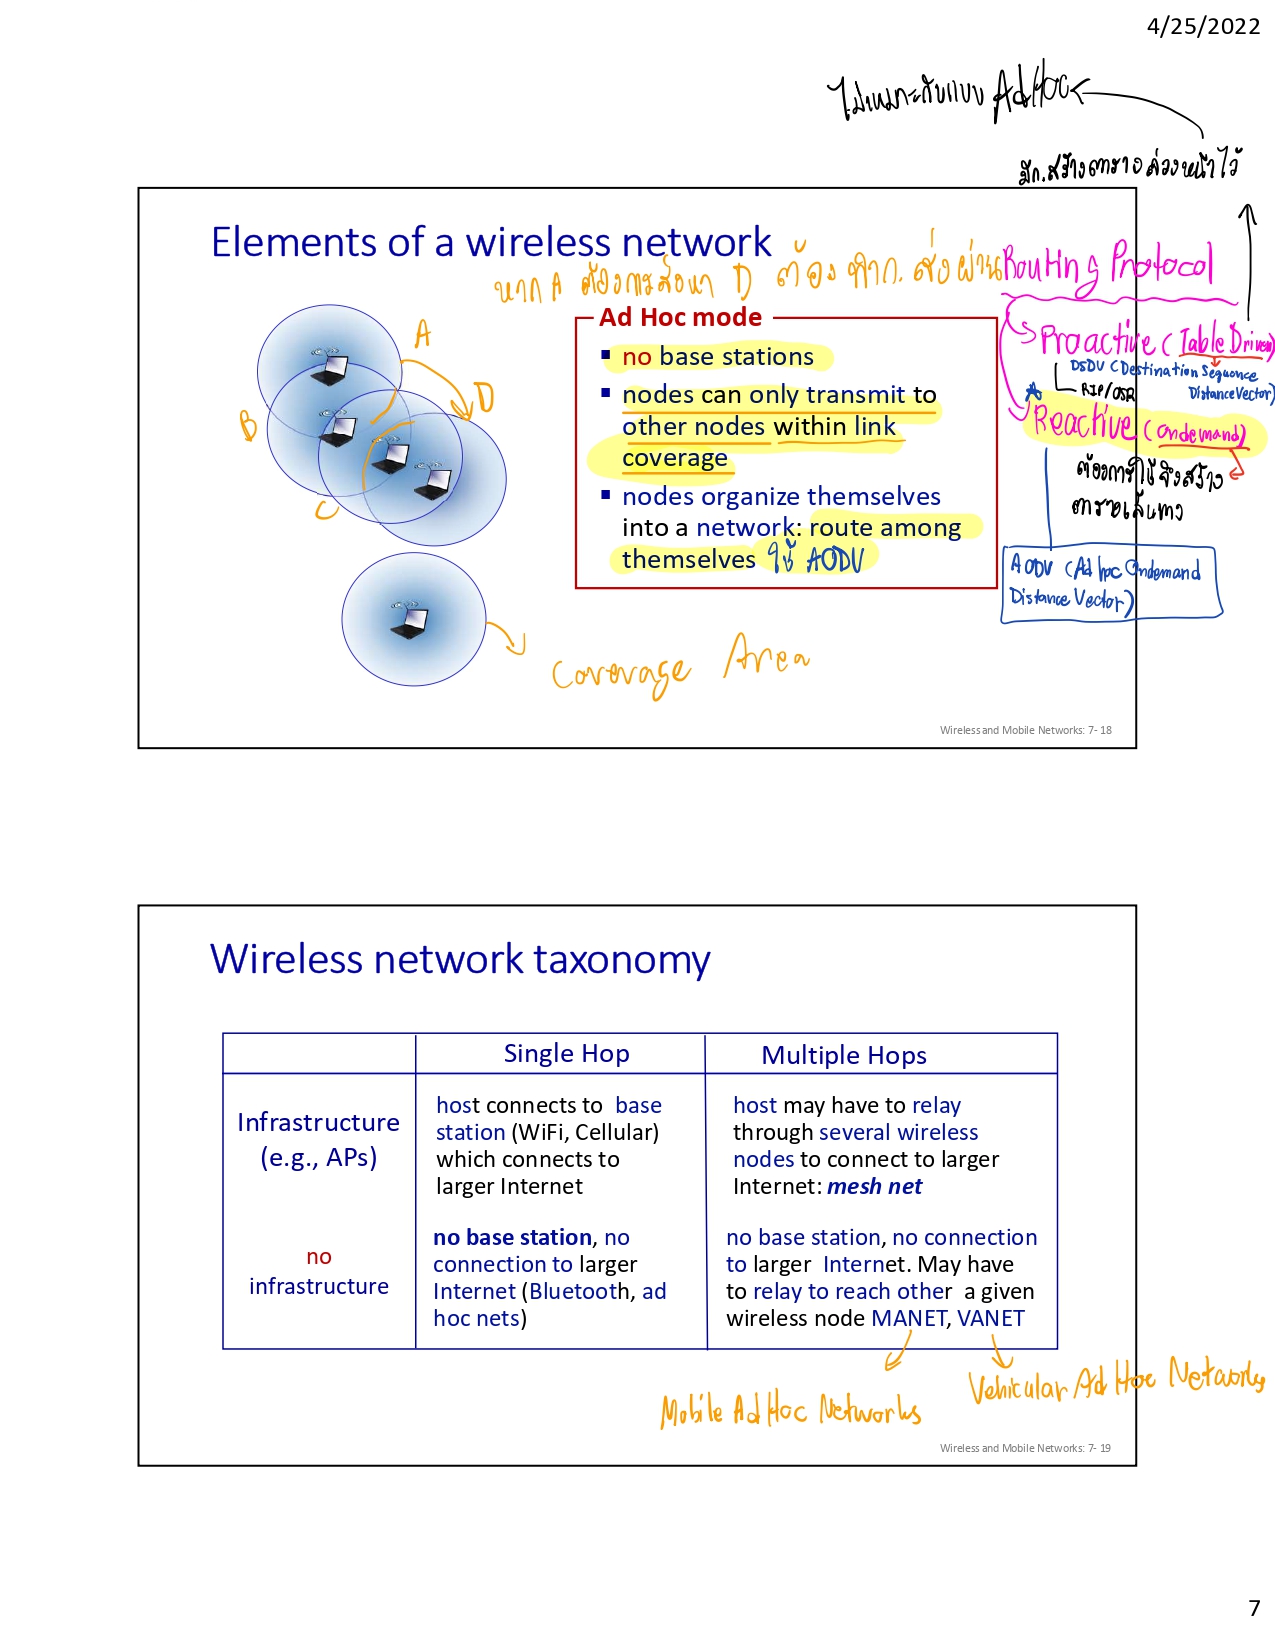 4/25/2022
ไม่เหมาะกับแบบ AdHoc
มีก.สร้างตารางล่วงหน้าไว้
Elements of a wireless network
หาก A ต้องการส่งหา D ต้องทำก. ส่งผ่าน Routing Protocol
A
B
C
D
Ad Hoc mode
▪ no base stations
▪ nodes can only transmit to
other nodes within link
coverage
▪ nodes organize themselves
into a network: route among
themselves ใช้ AODV
Proactive (Table Driven)
DSDV (Destination Sequence
Distance Vector)
RIP/OSR
Reactive (Ondemand)
ต้องการใช้จึงสร้าง
ตารางเส้นทาง
AODV (Ad hoc Ondemand
Distance Vector)
Coverage Area
Wireless and Mobile Networks: 7- 18
Wireless network taxonomy
Single Hop
Multiple Hops
Infrastructure
(e.g., APs)
host connects to base
station (WiFi, Cellular)
which connects to
larger Internet
host may have to relay
through several wireless
nodes to connect to larger
Internet: mesh net
no
infrastructure
no base station, no
connection to larger
Internet (Bluetooth, ad
hoc nets)
no base station, no connection
to larger Internet. May have
to relay to reach other a given
wireless node MANET, VANET
Mobile AdHoc Networks
Vehicular Ad Hoc Networks
Wireless and Mobile Networks: 7- 19
7